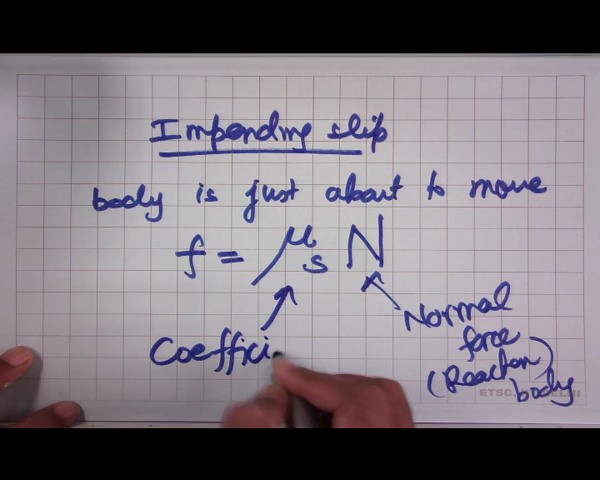 Impending slip
body is just about to move
f = μs N
Normal
force
(Reaction)
body
Coeffici